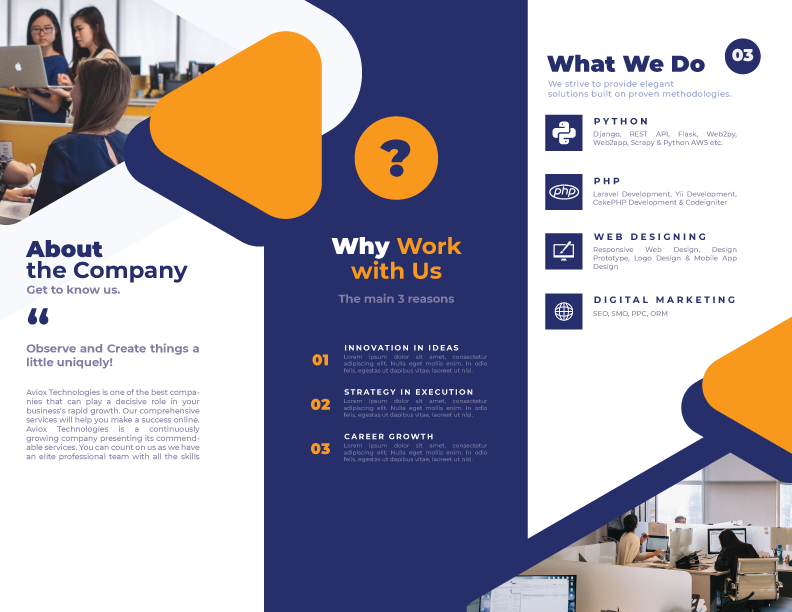 About
the Company
Get to know us.
“
Observe and Create things a
little uniquely!
Aviox Technologies is one of the best compa-
nies that can play a decisive role in your
business's rapid growth. Our comprehensive
services will help you make a success online.
Aviox Technologies is a continuously
growing company presenting its commend-
able services. You can count on us as we have
an elite professional team with all the skills
?
Why Work
with Us
The main 3 reasons
01
INNOVATION IN IDEAS
Lorem ipsum dolor sit amet, consectetur
adipiscing elit. Nulla eget mollis enim. In odio
felis, egestas ut dapibus vitae, laoreet ut nisl.
02
STRATEGY IN EXECUTION
Lorem ipsum dolor sit amet, consectetur
adipiscing elit. Nulla eget mollis enim. In odio
felis, egestas ut dapibus vitae, laoreet ut nisl.
03
CAREER GROWTH
Lorem ipsum dolor sit amet, consectetur
adipiscing elit. Nulla eget mollis enim. In odio
felis, egestas ut dapibus vitae, laoreet ut nisl.
What We Do
03
We strive to provide elegant
solutions built on proven methodologies.
PYTHON
Django, REST API, Flask, Web2py,
Web2app, Scrapy & Python AWS etc.
php
PHP
Laravel Development, Yii Development,
CakePHP Development & Codeigniter
WEB DESIGNING
Responsive Web Design, Design
Prototype, Logo Design & Mobile App
Design
DIGITAL MARKETING
SEO, SMO, PPC, ORM